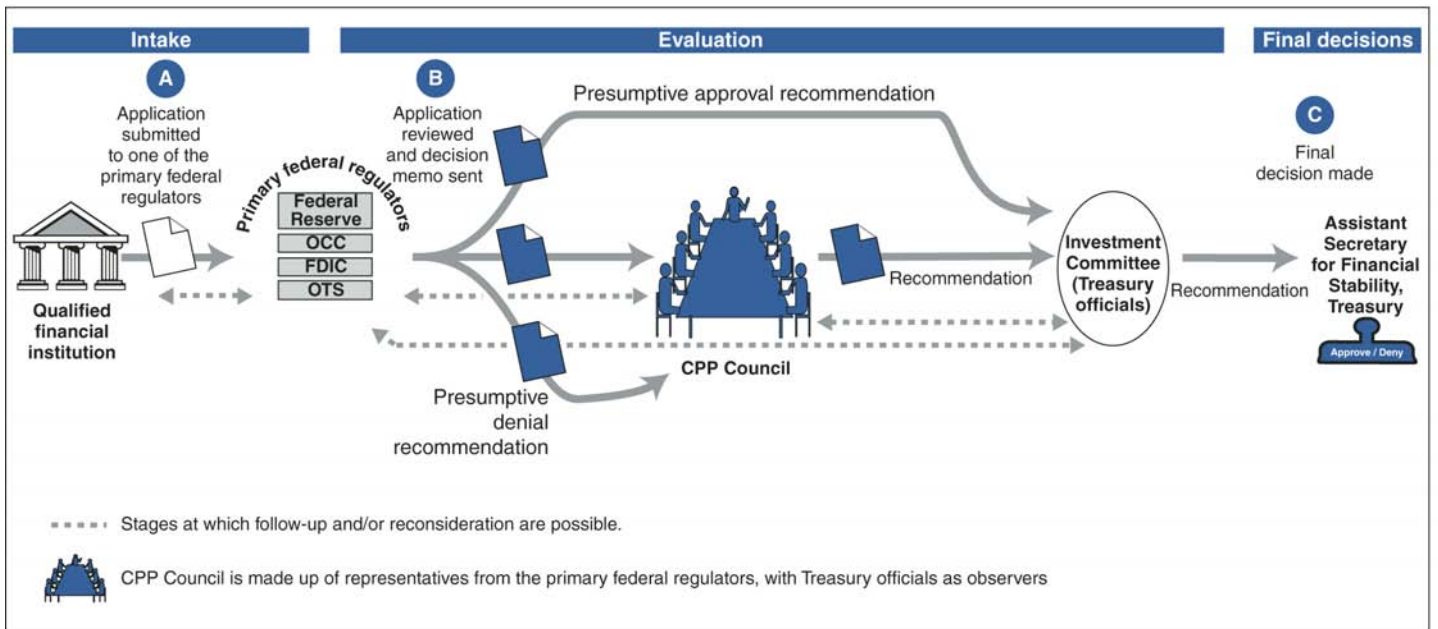 Intake
Evaluation
Final decisions
A
Application
submitted
to one of the
primary federal
regulators
Qualified
financial
institution
Primary federal regulators
Federal
Reserve
OCC
FDIC
OTS
B
Application
reviewed
and decision
memo sent
Presumptive approval recommendation
Presumptive
denial
recommendation
CPP Council
Recommendation
Investment
Committee
(Treasury
officials)
Recommendation
C
Final
decision made
Assistant
Secretary
for Financial
Stability,
Treasury
Approve / Deny
Stages at which follow-up and/or reconsideration are possible.
CPP Council is made up of representatives from the primary federal regulators, with Treasury officials as observers